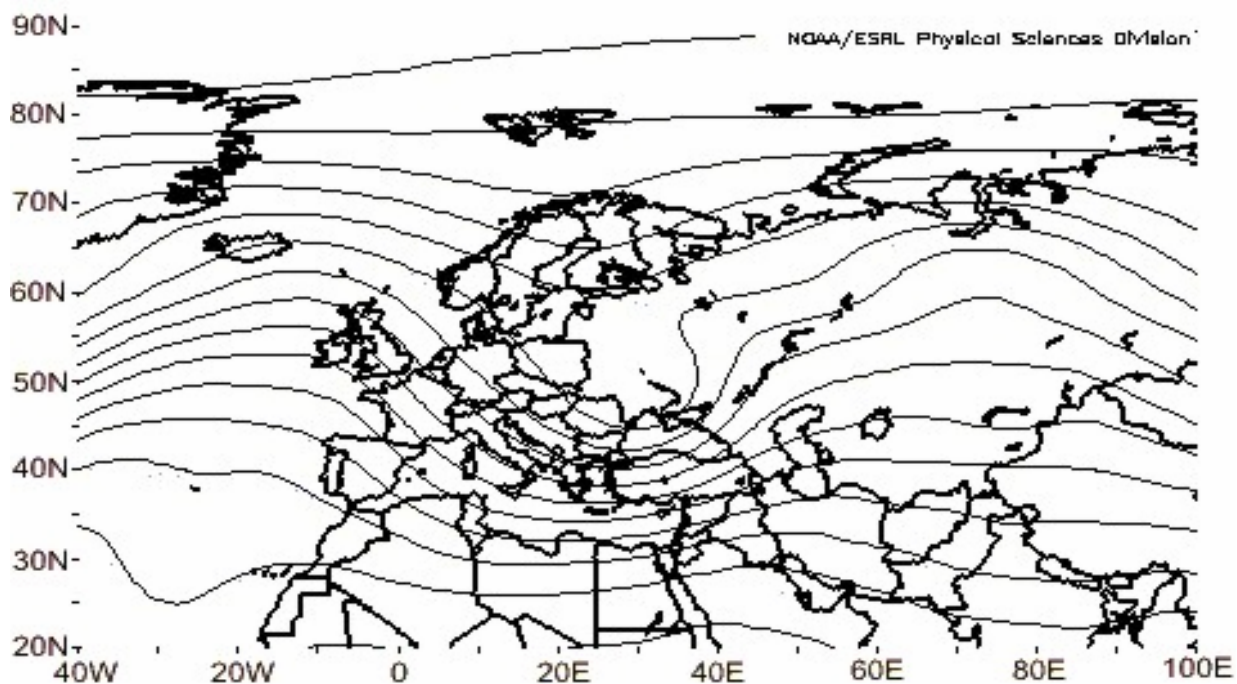 90N
NOAA/ESRL Physical Sciences Division
80N
70N
60N
50N
40N
30N
20N
40W 20W 0 20E 40E 60E 80E 100E